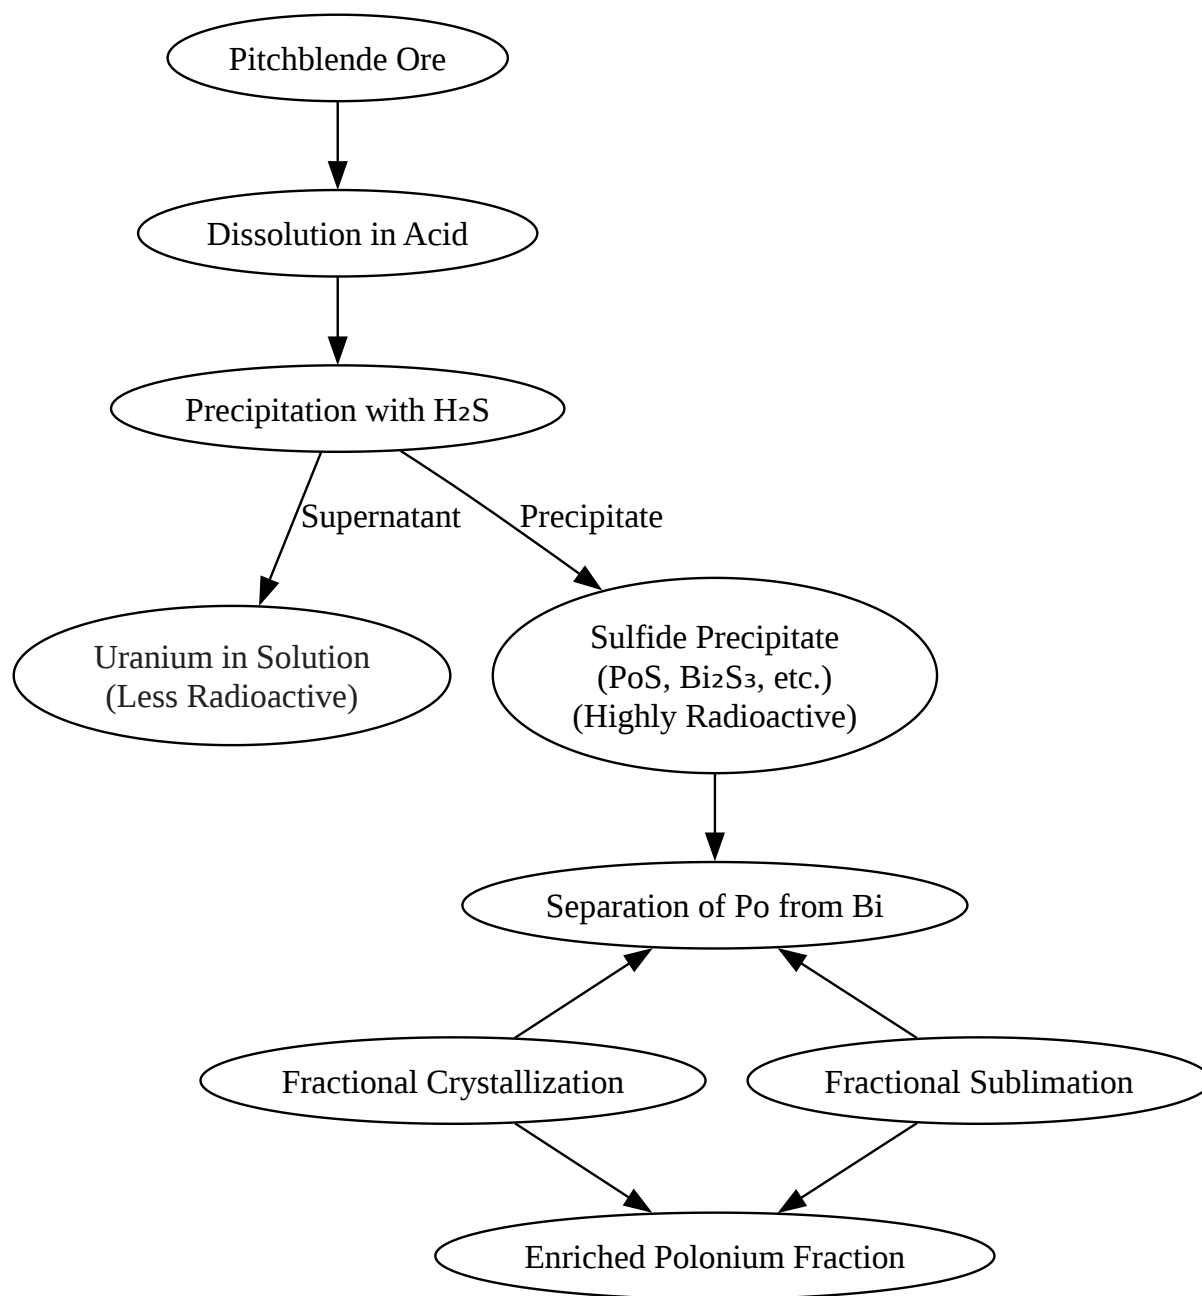 Pitchblende Ore
Dissolution in Acid
Precipitation with H₂S
Supernatant
Precipitate
Uranium in Solution
(Less Radioactive)
Sulfide Precipitate
(PoS, Bi₂S₃, etc.)
(Highly Radioactive)
Separation of Po from Bi
Fractional Crystallization
Fractional Sublimation
Enriched Polonium Fraction